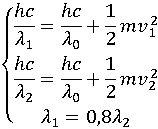 hc/λ₁ = hc/λ₀ + 1/2 mv₁²
hc/λ₂ = hc/λ₀ + 1/2 mv₂²
λ₁ = 0,8λ₂